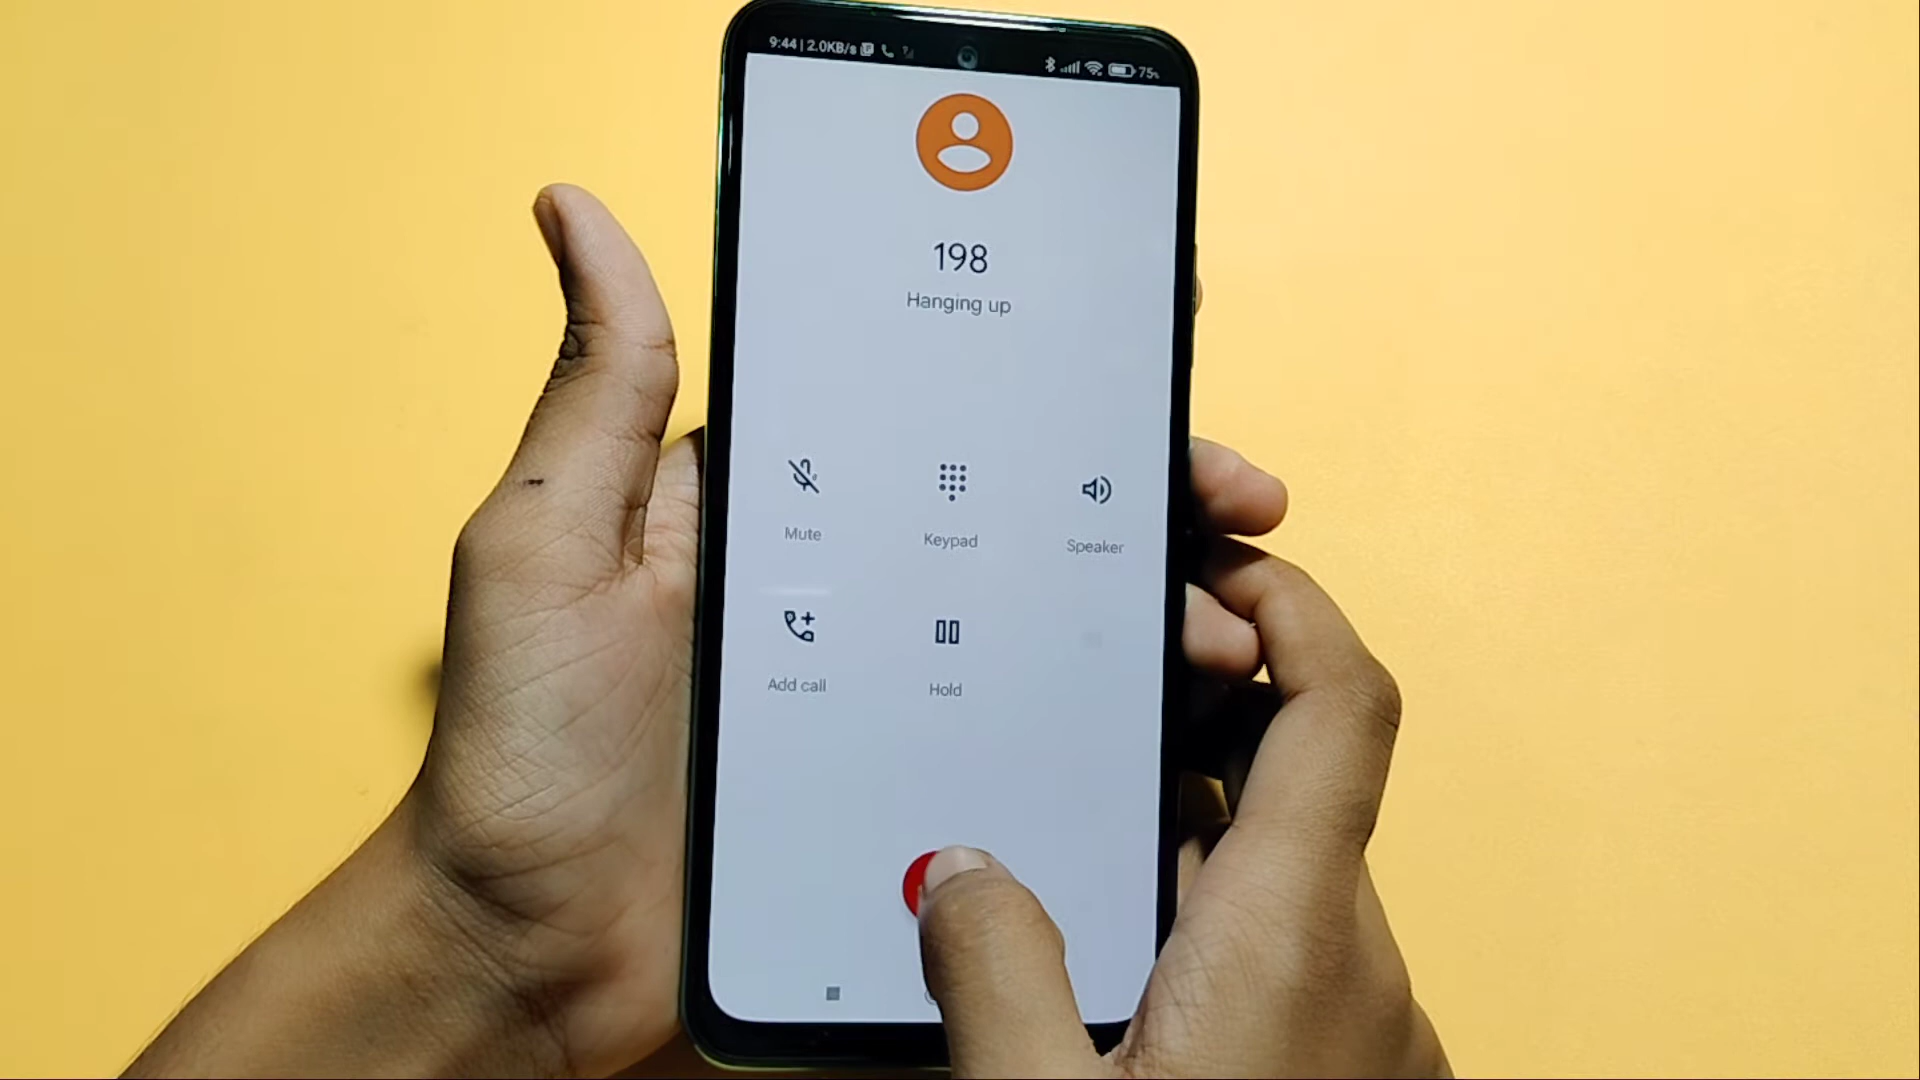 9:44 | 2.0KB/s
75%
198
Hanging up
Mute
Keypad
Speaker
Add call
Hold